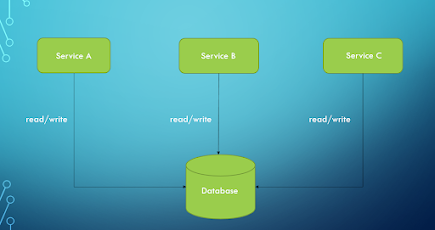 Service A
Service B
Service C
read/write
read/write
read/write
Database